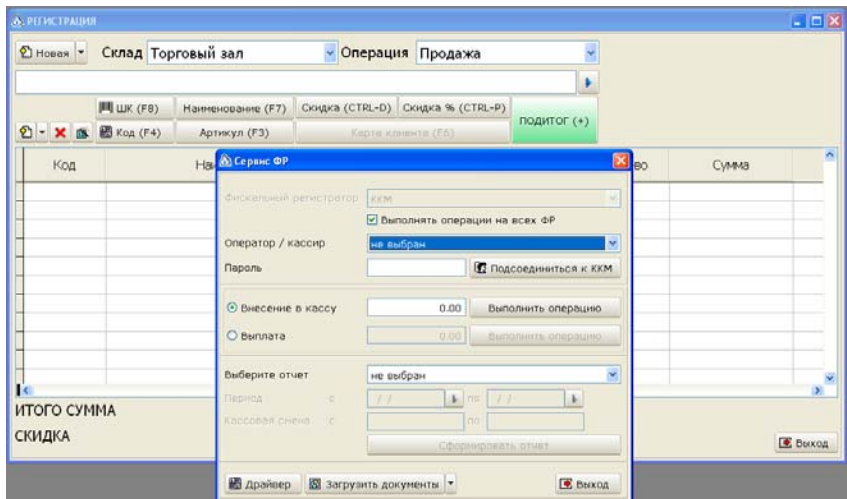 РЕГИСТРАЦИЯ
Новая Склад Торговый зал Операция Продажа
ШК (F8) Наименование (F7) Скидка (CTRL-D) Скидка % (CTRL-P) ПОДИТОГ (+)
Код (F4) Артикул (F3) Карта клиента (F6)
Код На во Сумма
Сервис ФР
Фискальный регистратор ККМ
Выполнять операции на всех ФР
Оператор / кассир не выбран
Пароль Подсоединиться к ККМ
Внесение в кассу 0.00 Выполнить операцию
Выплата 0.00 Выполнить операцию
Выберите отчет не выбран
Период с / / по / /
Кассовая смена с по
Сформировать отчет
ИТОГО СУММА
СКИДКА
Выход
Драйвер Загрузить документы Выход